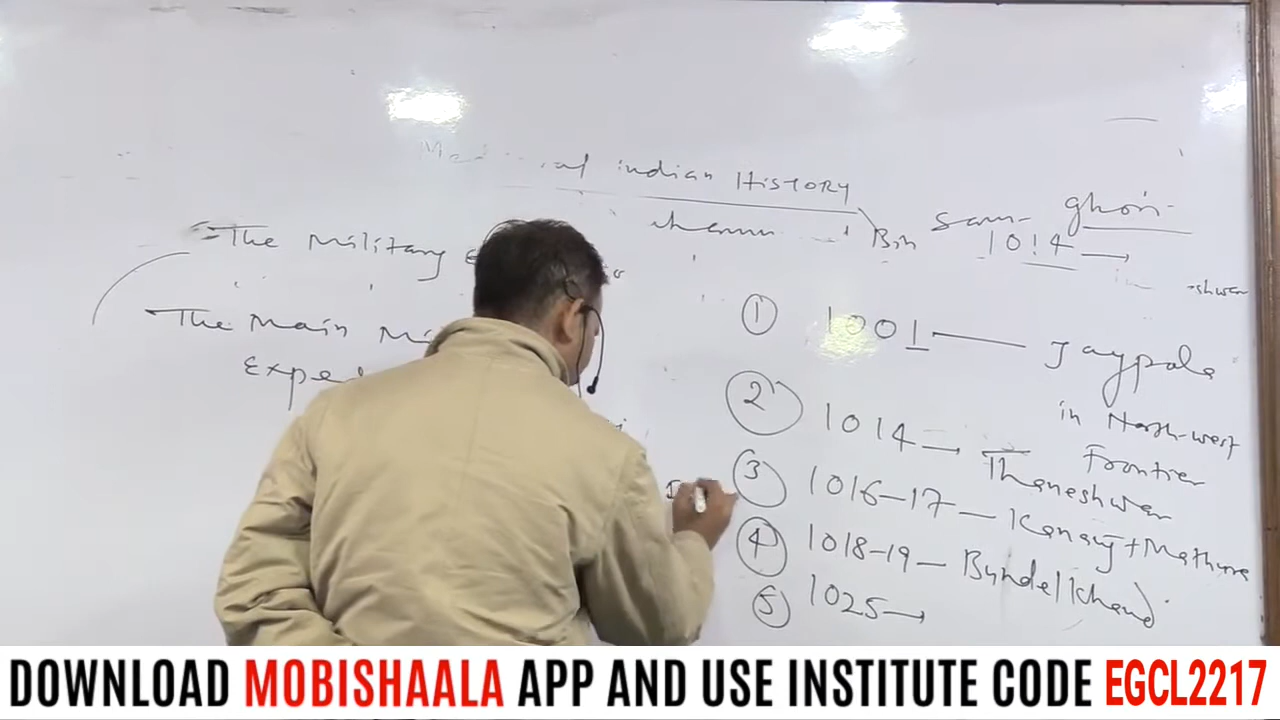 indian HISTORY
The Military
Bin Sam- ghori-
1014 →
The Main
Expe
① 1001 — Jaypala
in North-west
Frontier
② 1014 → Thaneshwar
③ 1016-17 — Kanauj + Mathura
④ 1018-19 — Bundelkhand
⑤ 1025 →
DOWNLOAD MOBISHAALA APP AND USE INSTITUTE CODE EGCL2217